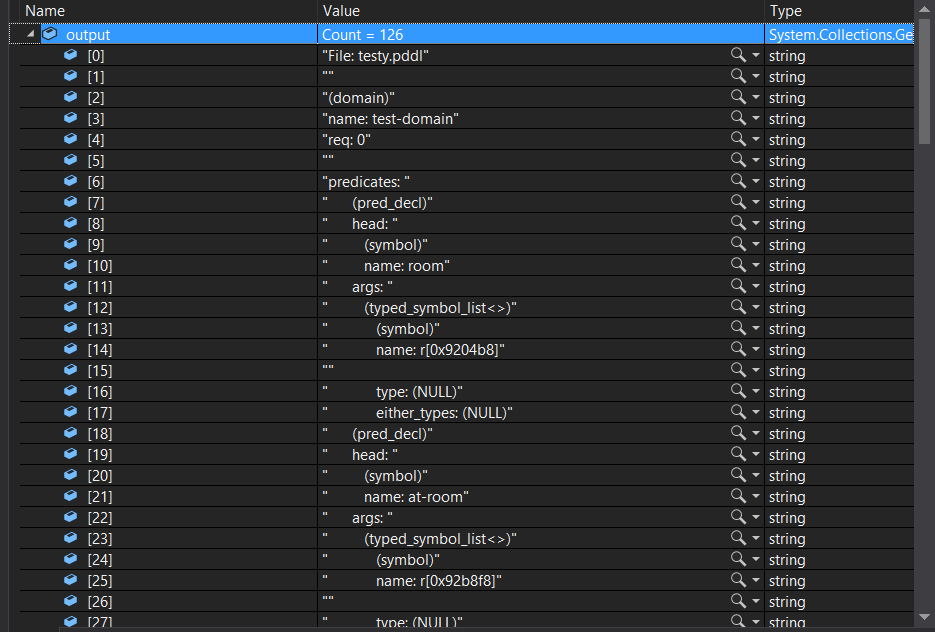 Name Value Type
output Count = 126 System.Collections.Ge
[0] "File: testy.pddl" string
[1] "" string
[2] "(domain)" string
[3] "name: test-domain" string
[4] "req: 0" string
[5] "" string
[6] "predicates: " string
[7] " (pred_decl)" string
[8] " head: " string
[9] " (symbol)" string
[10] " name: room" string
[11] " args: " string
[12] " (typed_symbol_list<>)" string
[13] " (symbol)" string
[14] " name: r[0x9204b8]" string
[15] "" string
[16] " type: (NULL)" string
[17] " either_types: (NULL)" string
[18] " (pred_decl)" string
[19] " head: " string
[20] " (symbol)" string
[21] " name: at-room" string
[22] " args: " string
[23] " (typed_symbol_list<>)" string
[24] " (symbol)" string
[25] " name: r[0x92b8f8]" string
[26] "" string
[27] " type: (NULL)" string